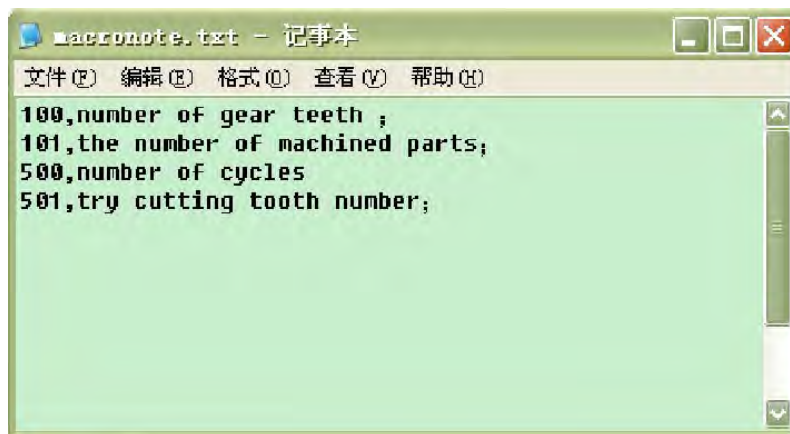 macronote.txt - 记事本
文件(F) 编辑(E) 格式(O) 查看(V) 帮助(H)
100,number of gear teeth ;
101,the number of machined parts;
500,number of cycles
501,try cutting tooth number;